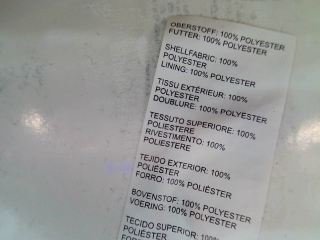 OBERSTOFF: 100% POLYESTER
FUTTER: 100% POLYESTER
SHELLFABRIC: 100%
POLYESTER
LINING: 100% POLYESTER
TISSU EXTÉRIEUR: 100%
POLYESTER
DOUBLURE: 100% POLYESTER
TESSUTO SUPERIORE: 100%
POLIESTERE
RIVESTIMENTO: 100%
POLIESTERE
TEJIDO EXTERIOR: 100%
POLIÉSTER
FORRO: 100% POLIÉSTER
BOVENSTOF: 100% POLYESTER
VOERING: 100% POLYESTER
TECIDO SUPERIOR: 100%
POLIÉSTER